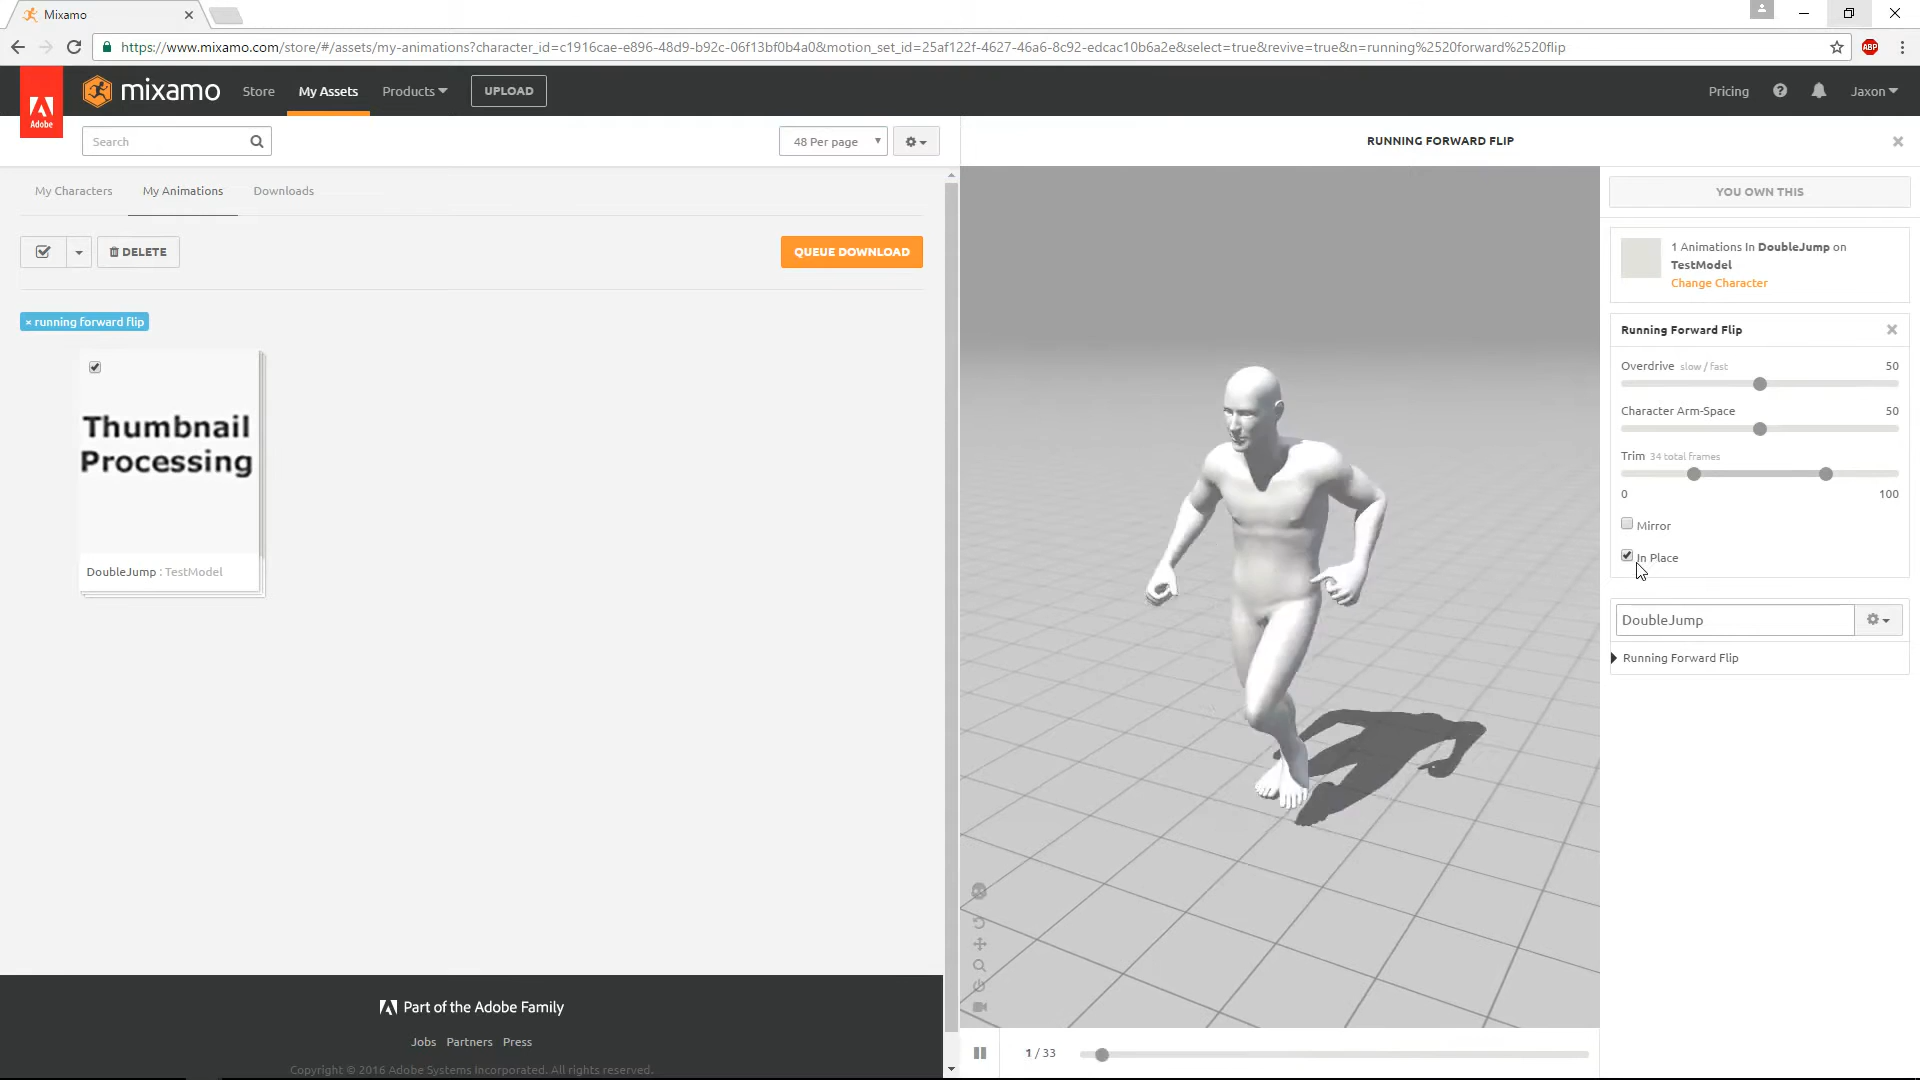 Mixamo
https://www.mixamo.com/store/#/assets/my-animations?character_id=c1916cae-e896-48d9-b92c-06f13bf0b4a0&motion_set_id=25af122f-4627-46a6-8c92-edcac10b6a2e&select=true&revive=true&n=running%2520forward%2520flip
ABP
Adobe
mixamo
Store
My Assets
Products
UPLOAD
Pricing
Jaxon
Search
48 Per page
RUNNING FORWARD FLIP
My Characters
My Animations
Downloads
YOU OWN THIS
DELETE
QUEUE DOWNLOAD
1 Animations In DoubleJump on
TestModel
Change Character
× running forward flip
Running Forward Flip
Overdrive slow / fast 50
Character Arm-Space 50
Trim 34 total frames
0 100
Mirror
In Place
Thumbnail
Processing
DoubleJump : TestModel
DoubleJump
Running Forward Flip
Part of the Adobe Family
Jobs Partners Press
Copyright © 2016 Adobe Systems Incorporated. All rights reserved.
1 / 33